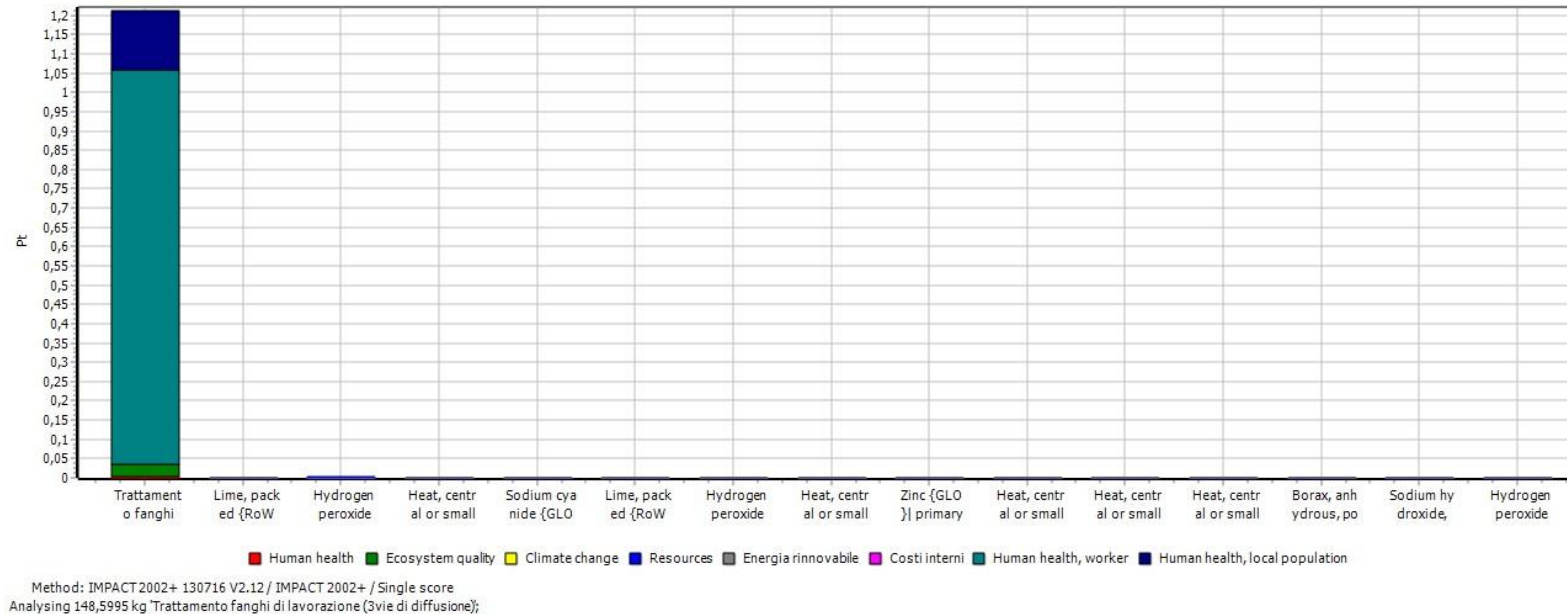 1,2
1,15
1,1
1,05
1
0,95
0,9
0,85
0,8
0,75
0,7
0,65
0,6
0,55
0,5
0,45
0,4
0,35
0,3
0,25
0,2
0,15
0,1
0,05
0
Pt
Trattament
o fanghi
Lime, pack
ed {RoW
Hydrogen
peroxide
Heat, centr
al or small
Sodium cya
nide {GLO
Lime, pack
ed {RoW
Hydrogen
peroxide
Heat, centr
al or small
Zinc {GLO
}| primary
Heat, centr
al or small
Heat, centr
al or small
Heat, centr
al or small
Borax, anh
ydrous, po
Sodium hy
droxide,
Hydrogen
peroxide
Human health Ecosystem quality Climate change Resources Energia rinnovabile Costi interni Human health, worker Human health, local population
Method: IMPACT 2002+ 130716 V2.12 / IMPACT 2002+ / Single score
Analysing 148,5995 kg 'Trattamento fanghi di lavorazione (3vie di diffusione)';